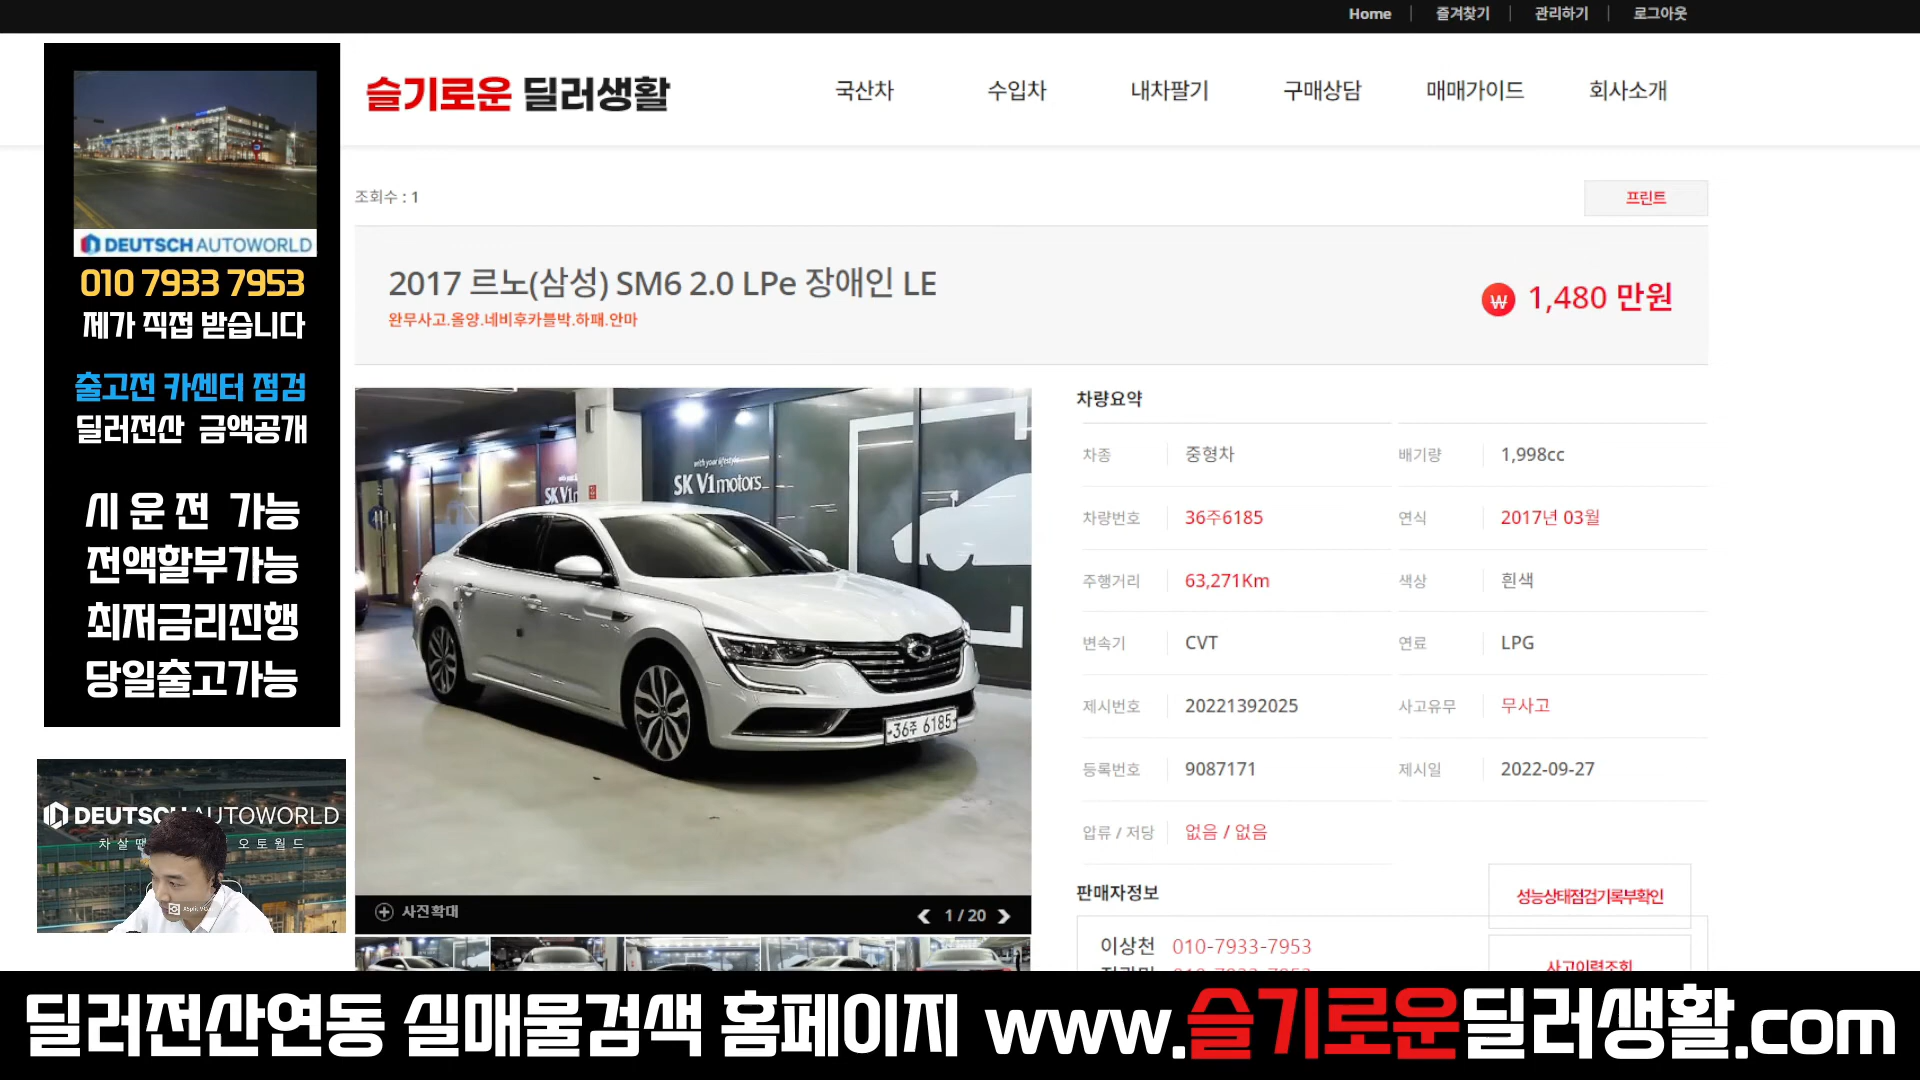 Home
즐겨찾기
관리하기
로그아웃
슬기로운 딜러생활
국산차
수입차
내차팔기
구매상담
매매가이드
회사소개
DEUTSCH AUTOWORLD
010 7933 7953
제가 직접 받습니다
출고전 카센터 점검
딜러전산 금액공개
시 운 전 가능
전액할부가능
최저금리진행
당일출고가능
조회수 : 1
프린트
2017 르노(삼성) SM6 2.0 LPe 장애인 LE
완무사고.올양.네비후카블박.하패.안마
1,480 만원
with your lifestyle
SK V1motors
SK V1
36주 6185
사진확대
1 / 20
차량요약
차종 중형차 배기량 1,998cc
차량번호 36주6185 연식 2017년 03월
주행거리 63,271Km 색상 흰색
변속기 CVT 연료 LPG
제시번호 20221392025 사고유무 무사고
등록번호 9087171 제시일 2022-09-27
압류 / 저당 없음 / 없음
판매자정보
성능상태점검기록부확인
이상천 010-7933-7953
사고이력조회
DEUTSCH AUTOWORLD
차 살 땐 오 토 월 드
딜러전산연동 실매물검색 홈페이지 www.슬기로운딜러생활.com